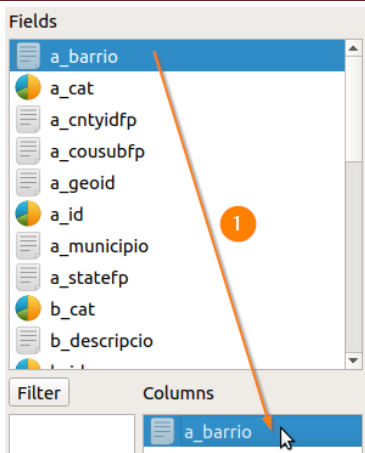 Fields
a_barrio
a_cat
a_cntyidfp
a_cousubfp
a_geoid
a_id
a_municipio
a_statefp
b_cat
b_descripcio
1
Filter
Columns
a_barrio